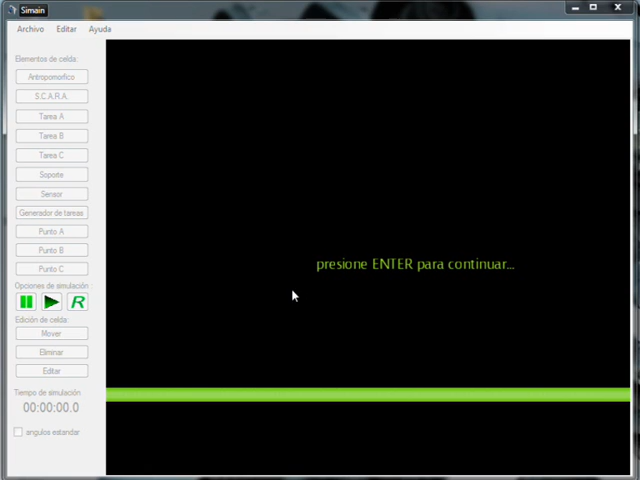 Simain
Archivo Editar Ayuda
Elementos de celda:
Antropomorfico
S.C.A.R.A.
Tarea A
Tarea B
Tarea C
Soporte
Sensor
Generador de tareas
Punto A
Punto B
Punto C
Opciones de simulación:
R
Edición de celda:
Mover
Eliminar
Editar
Tiempo de simulación
00:00:00.0
angulos estandar
presione ENTER para continuar...